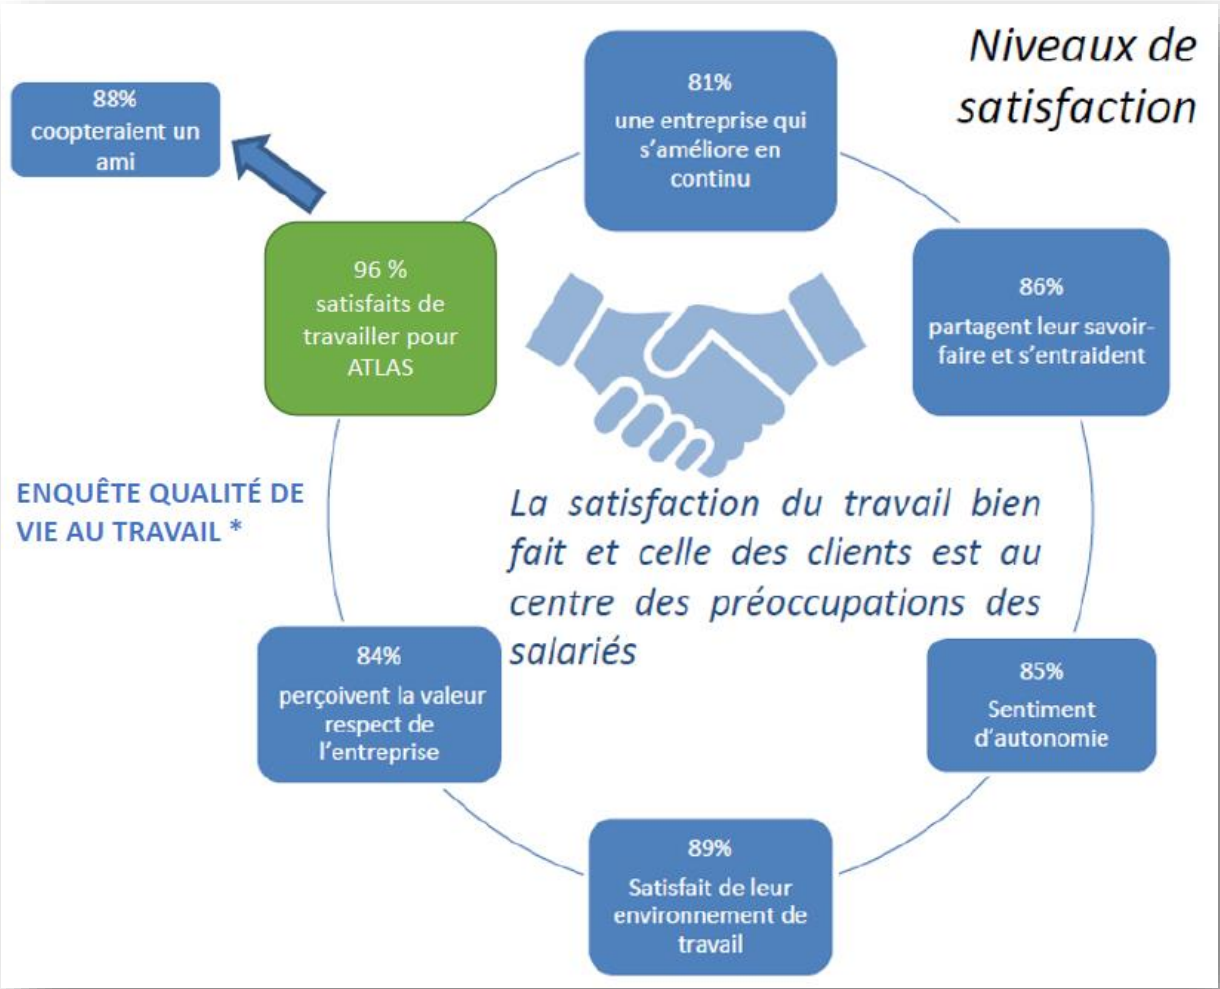 Niveaux de
satisfaction
88%
coopteraient un
ami
81%
une entreprise qui
s'améliore en
continu
96 %
satisfaits de
travailler pour
ATLAS
86%
partagent leur savoir-
faire et s'entraident
ENQUÊTE QUALITÉ DE
VIE AU TRAVAIL *
La satisfaction du travail bien
fait et celle des clients est au
centre des préoccupations des
salariés
84%
perçoivent la valeur
respect de
l'entreprise
85%
Sentiment
d'autonomie
89%
Satisfait de leur
environnement de
travail